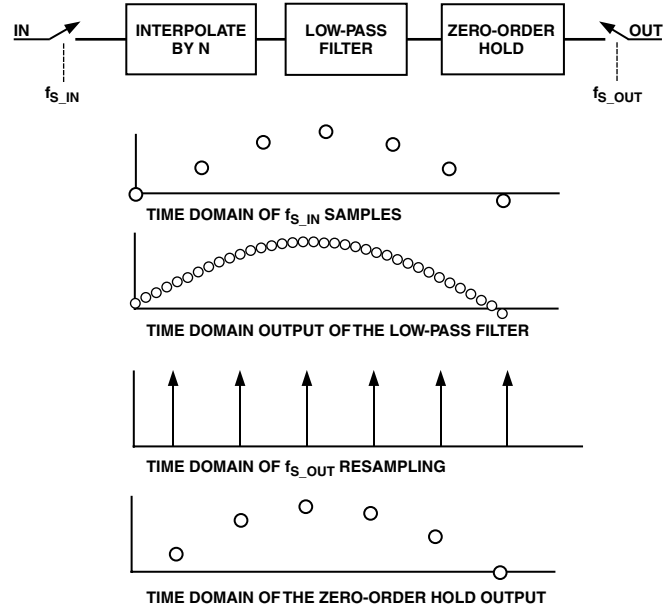 IN
INTERPOLATE
BY N
LOW-PASS
FILTER
ZERO-ORDER
HOLD
OUT
fS_IN
fS_OUT
TIME DOMAIN OF fS_IN SAMPLES
TIME DOMAIN OUTPUT OF THE LOW-PASS FILTER
TIME DOMAIN OF fS_OUT RESAMPLING
TIME DOMAIN OF THE ZERO-ORDER HOLD OUTPUT